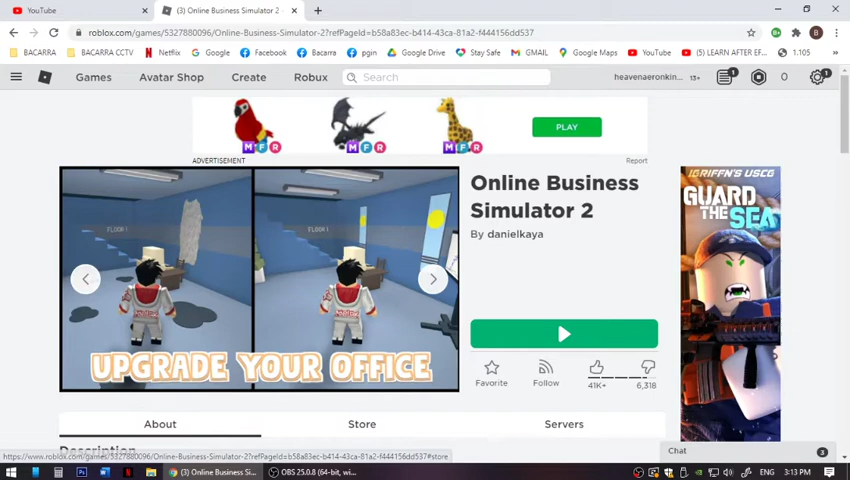 YouTube
(3) Online Business Simulator 2 -
roblox.com/games/5327880096/Online-Business-Simulator-2?refPageId=b58a83ec-b414-43ca-81a2-f444156dd537
B
BACARRA
BACARRA CCTV
Netflix
Google
Facebook
Bacarra
pgin
Google Drive
Stay Safe
GMAIL
Google Maps
YouTube
(5) LEARN AFTER EF...
1.105
Games
Avatar Shop
Create
Robux
Search
heavenaeronkin...
13+
1
0
1
M F R
M F R
M F R
PLAY
ADVERTISEMENT
Report
FLOOR 1
FLOOR 1
UPGRADE YOUR OFFICE
Online Business
Simulator 2
By danielkaya
Favorite
Follow
41K+
6,318
IGRIFFN'S USCG
GUARD
THE SEA
About
Store
Servers
Description
Chat
3
https://www.roblox.com/games/5327880096/Online-Business-Simulator-2?refPageId=b58a83ec-b414-43ca-81a2-f444156dd537#store
(3) Online Business Si...
OBS 25.0.8 (64-bit, wi...
ENG
3:13 PM